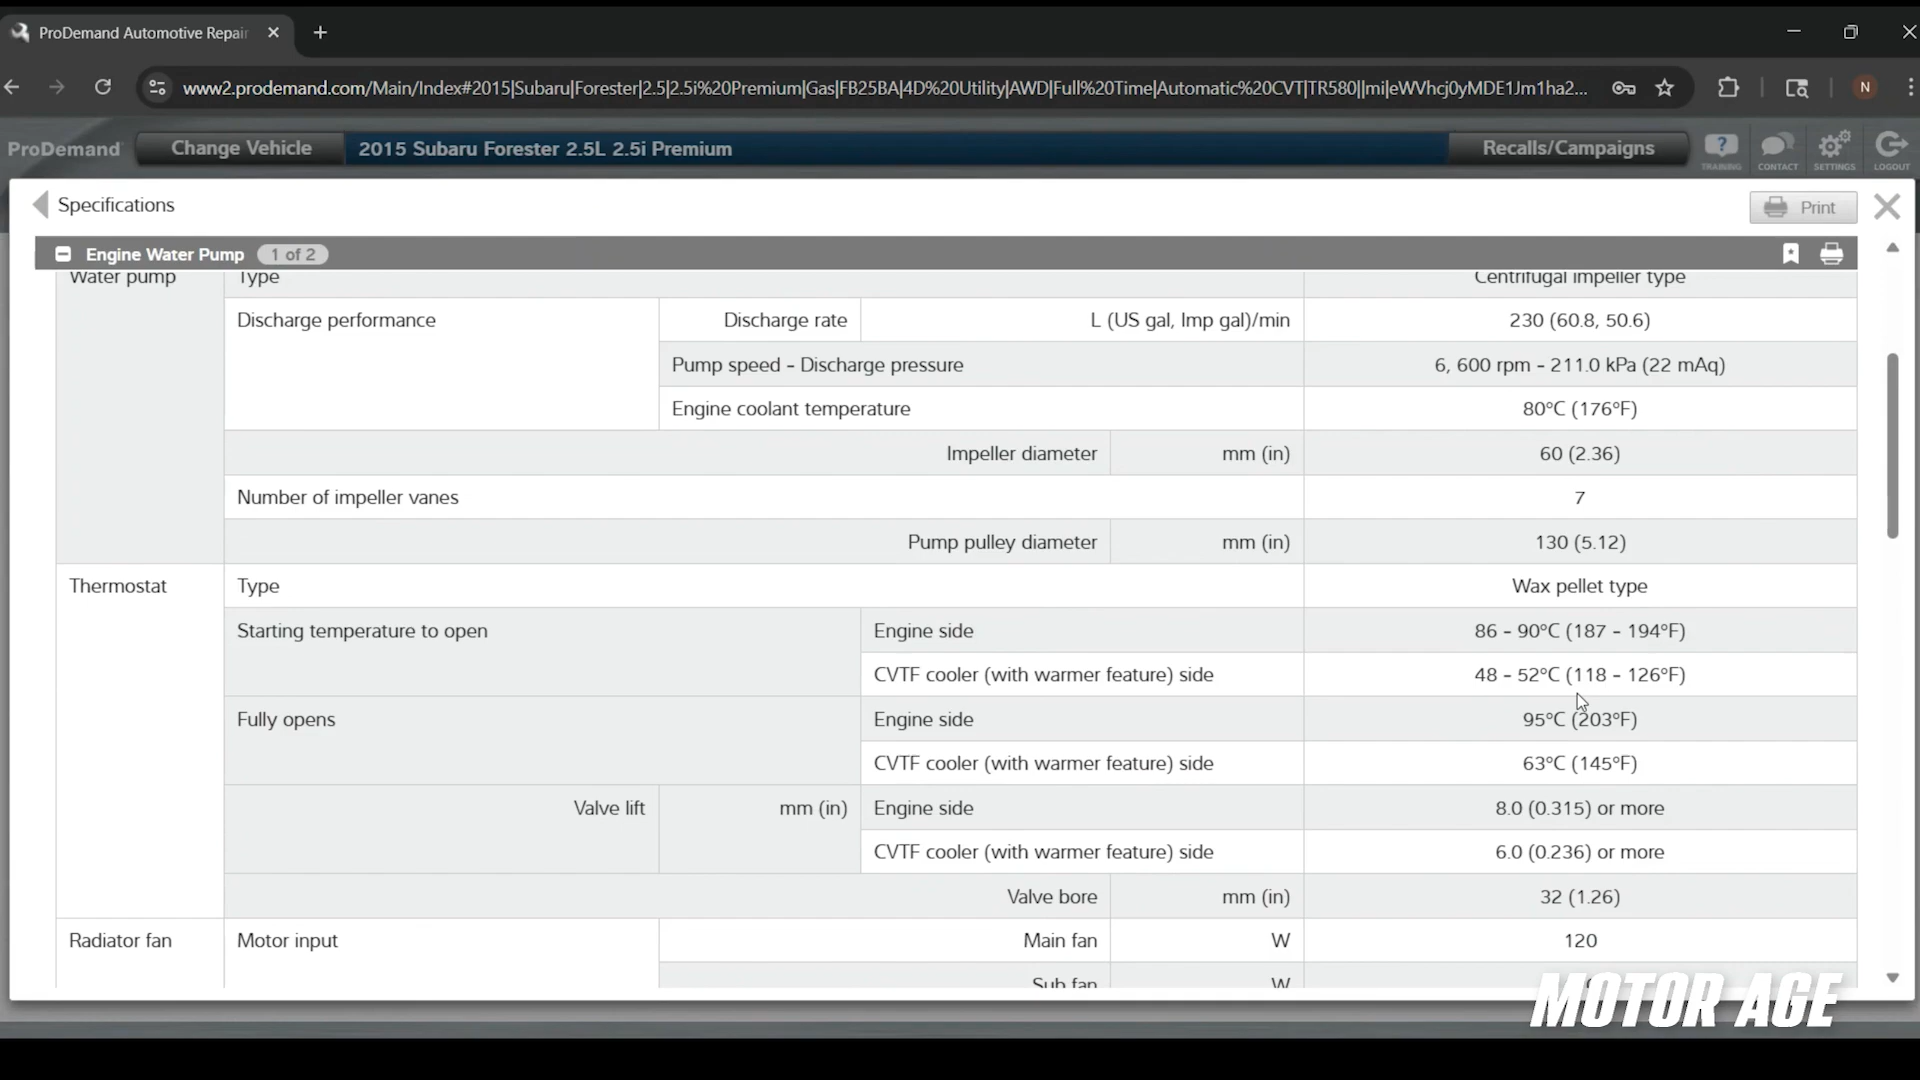 ProDemand Automotive Repair
www2.prodemand.com/Main/Index#2015|Subaru|Forester|2.5|2.5i%20Premium|Gas|FB25BA|4D%20Utility|AWD|Full%20Time|Automatic%20CVT|TR580||mi|eWVhcj0yMDE1Jm1ha2...
N
ProDemand
Change Vehicle
2015 Subaru Forester 2.5L 2.5i Premium
Recalls/Campaigns
? TRAINING
CONTACT
SETTINGS
LOGOUT
Specifications
Print
Engine Water Pump 1 of 2
Water pump Type Centrifugal impeller type
Discharge performance Discharge rate L (US gal, Imp gal)/min 230 (60.8, 50.6)
Pump speed – Discharge pressure 6, 600 rpm – 211.0 kPa (22 mAq)
Engine coolant temperature 80°C (176°F)
Impeller diameter mm (in) 60 (2.36)
Number of impeller vanes 7
Pump pulley diameter mm (in) 130 (5.12)
Thermostat Type Wax pellet type
Starting temperature to open Engine side 86 – 90°C (187 – 194°F)
CVTF cooler (with warmer feature) side 48 – 52°C (118 – 126°F)
Fully opens Engine side 95°C (203°F)
CVTF cooler (with warmer feature) side 63°C (145°F)
Valve lift mm (in) Engine side 8.0 (0.315) or more
CVTF cooler (with warmer feature) side 6.0 (0.236) or more
Valve bore mm (in) 32 (1.26)
Radiator fan Motor input Main fan W 120
Sub fan W
MOTOR AGE